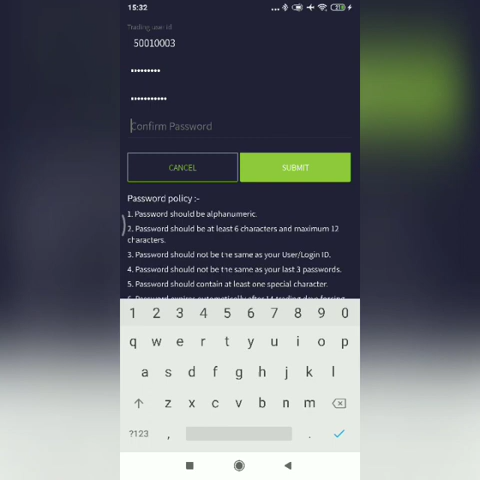 15:32
Trading user id
50010003
•••••••••
•••••••••••
Confirm Password
CANCEL
SUBMIT
Password policy :-
1. Password should be alphanumeric.
2. Password should be at least 6 characters and maximum 12
characters.
3. Password should not be the same as your User/Login ID.
4. Password should not be the same as your last 3 passwords.
5. Password should contain at least one special character.
1 2 3 4 5 6 7 8 9 0
q w e r t y u i o p
a s d f g h j k l
z x c v b n m
?123 , .